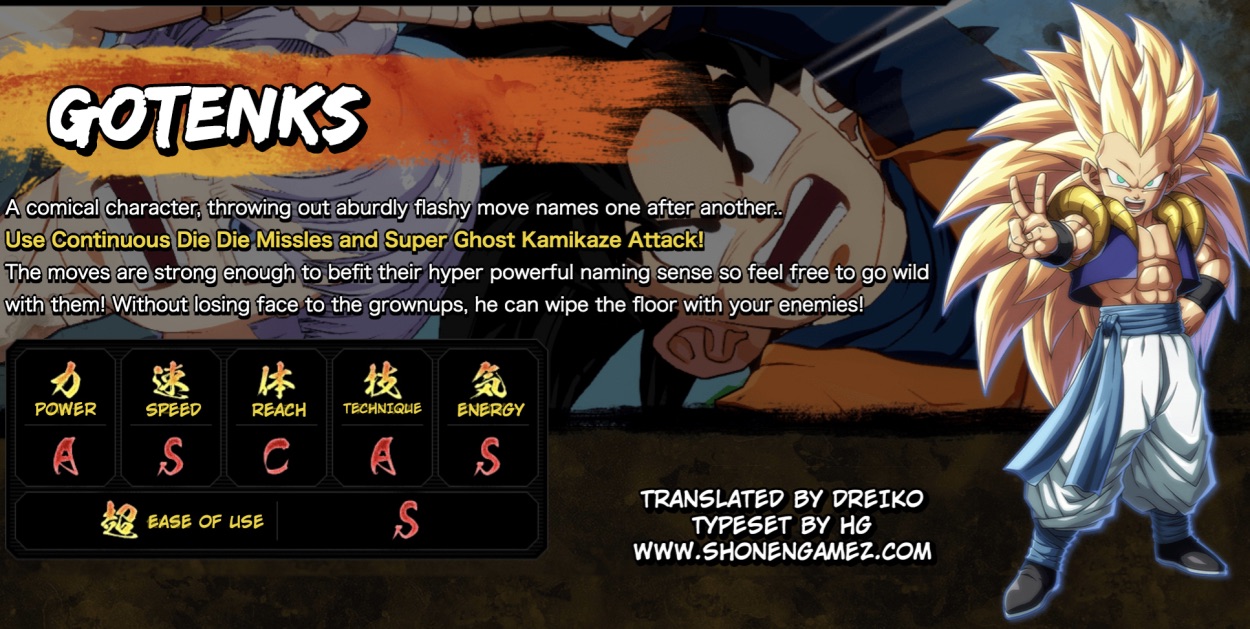 GOTENKS
A comical character, throwing out aburdly flashy move names one after another..
Use Continuous Die Die Missles and Super Ghost Kamikaze Attack!
The moves are strong enough to befit their hyper powerful naming sense so feel free to go wild
with them! Without losing face to the grownups, he can wipe the floor with your enemies!
力 速 体 技 気
POWER SPEED REACH TECHNIQUE ENERGY
A S C A S
超 EASE OF USE S
TRANSLATED BY DREIKO
TYPESET BY HG
WWW.SHONENGAMEZ.COM